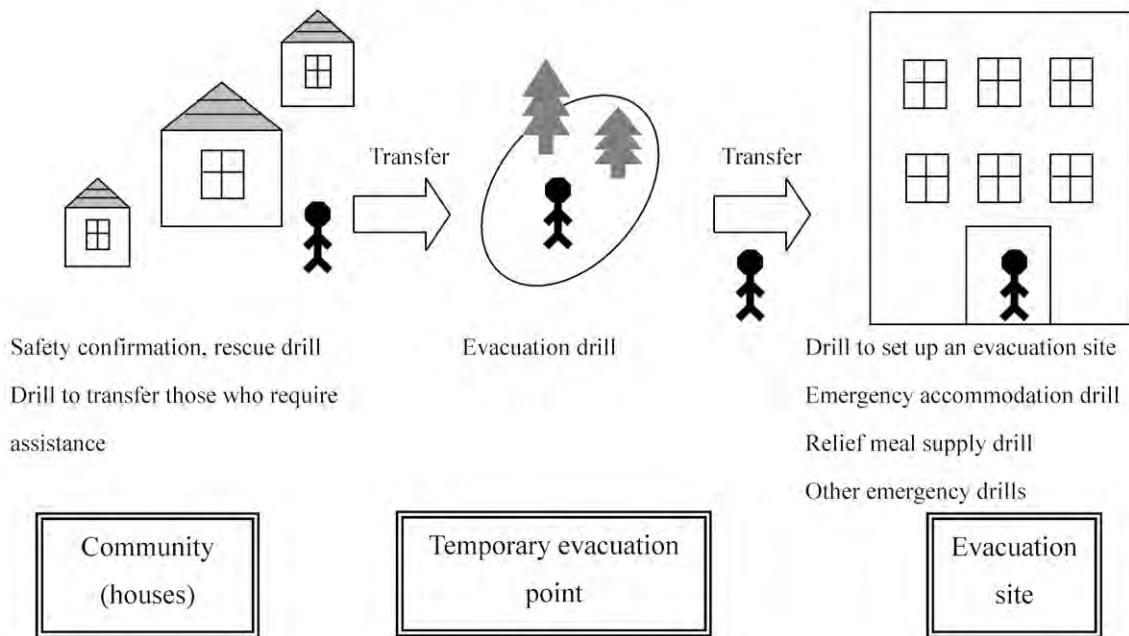 Transfer
Transfer
Safety confirmation, rescue drill
Drill to transfer those who require
assistance
Evacuation drill
Drill to set up an evacuation site
Emergency accommodation drill
Relief meal supply drill
Other emergency drills
Community
(houses)
Temporary evacuation
point
Evacuation
site